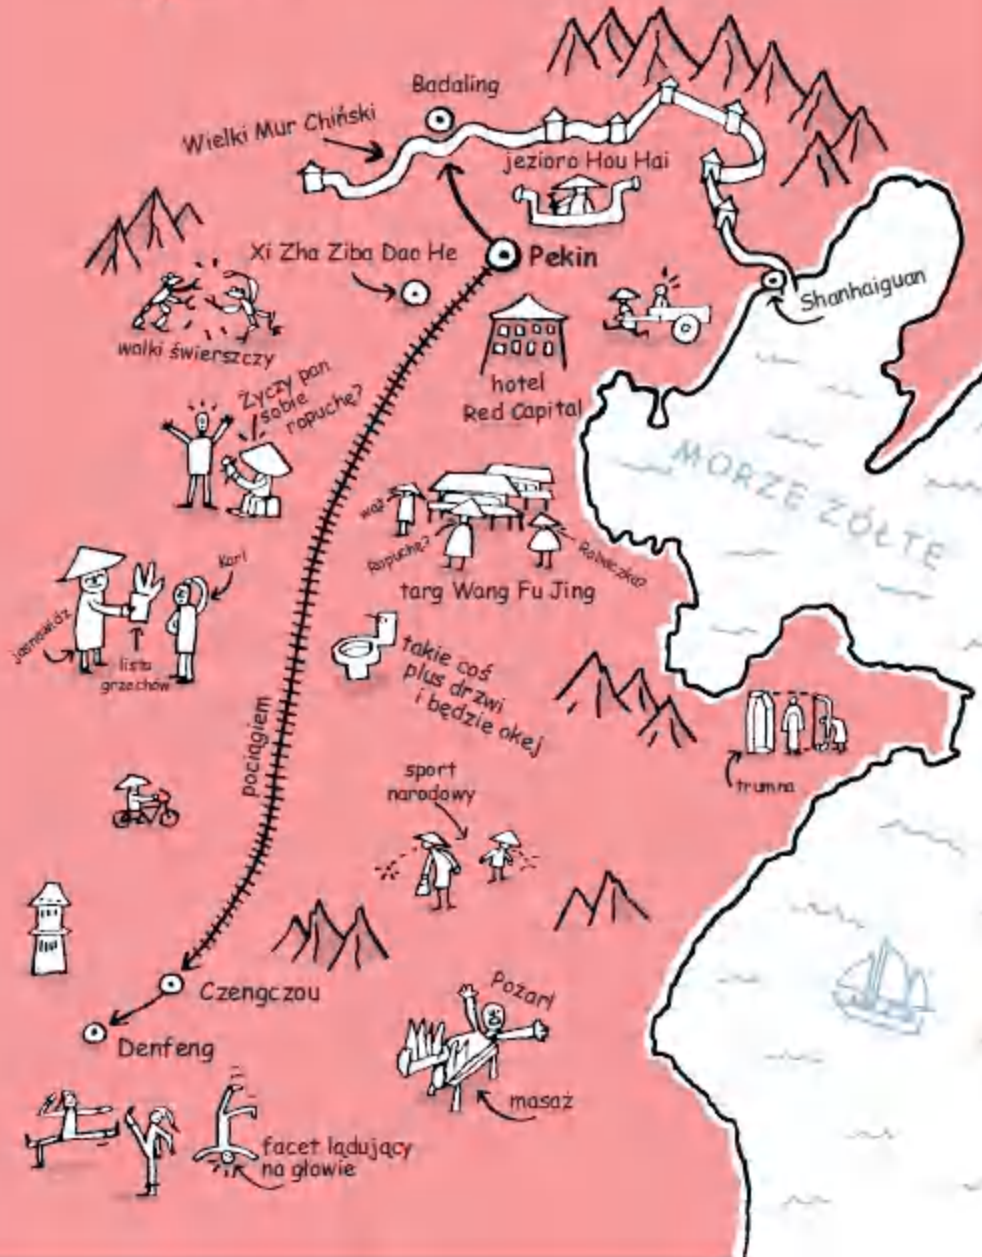 Badaling
Wielki Mur Chiński
jezioro Hou Hai
Xi Zha Ziba Dao He
Pekin
Shanhaiguan
walki świerszczy
hotel
Red Capital
Życzy pan
sobie
ropuchę?
MORZE ŻÓŁTE
wąż
Ropuchę?
Robaczka?
targ Wang Fu Jing
Karl
jasnowidz
lista
grzechów
takie coś
plus drzwi
i będzie okej
pociągiem
trumna
sport
narodowy
Czengczou
Denfeng
Pożar!
masaż
facet lądujący
na głowie